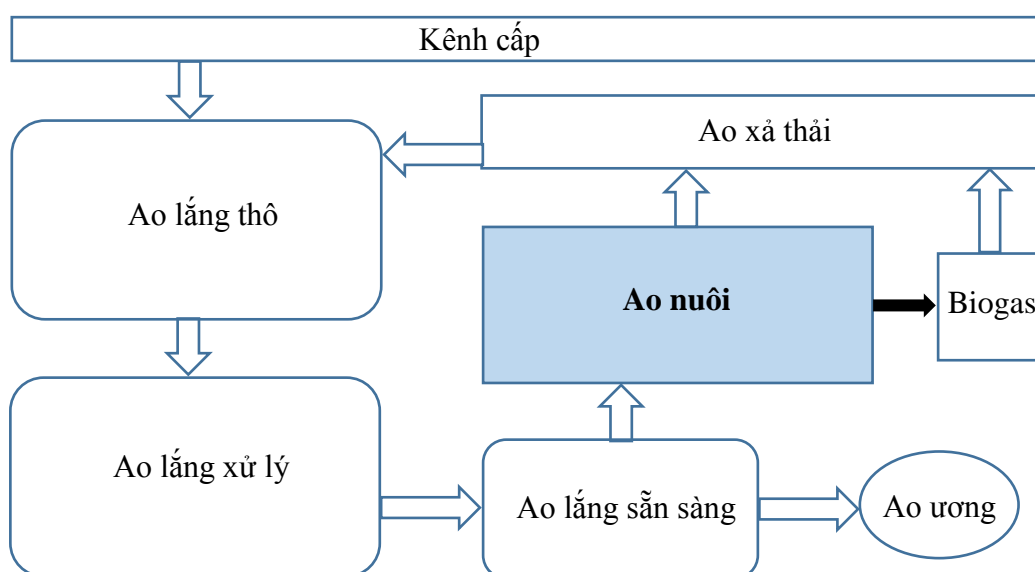 Kênh cấp
Ao xả thải
Ao lắng thô
Ao nuôi
Biogas
Ao lắng xử lý
Ao lắng sẵn sàng
Ao ương